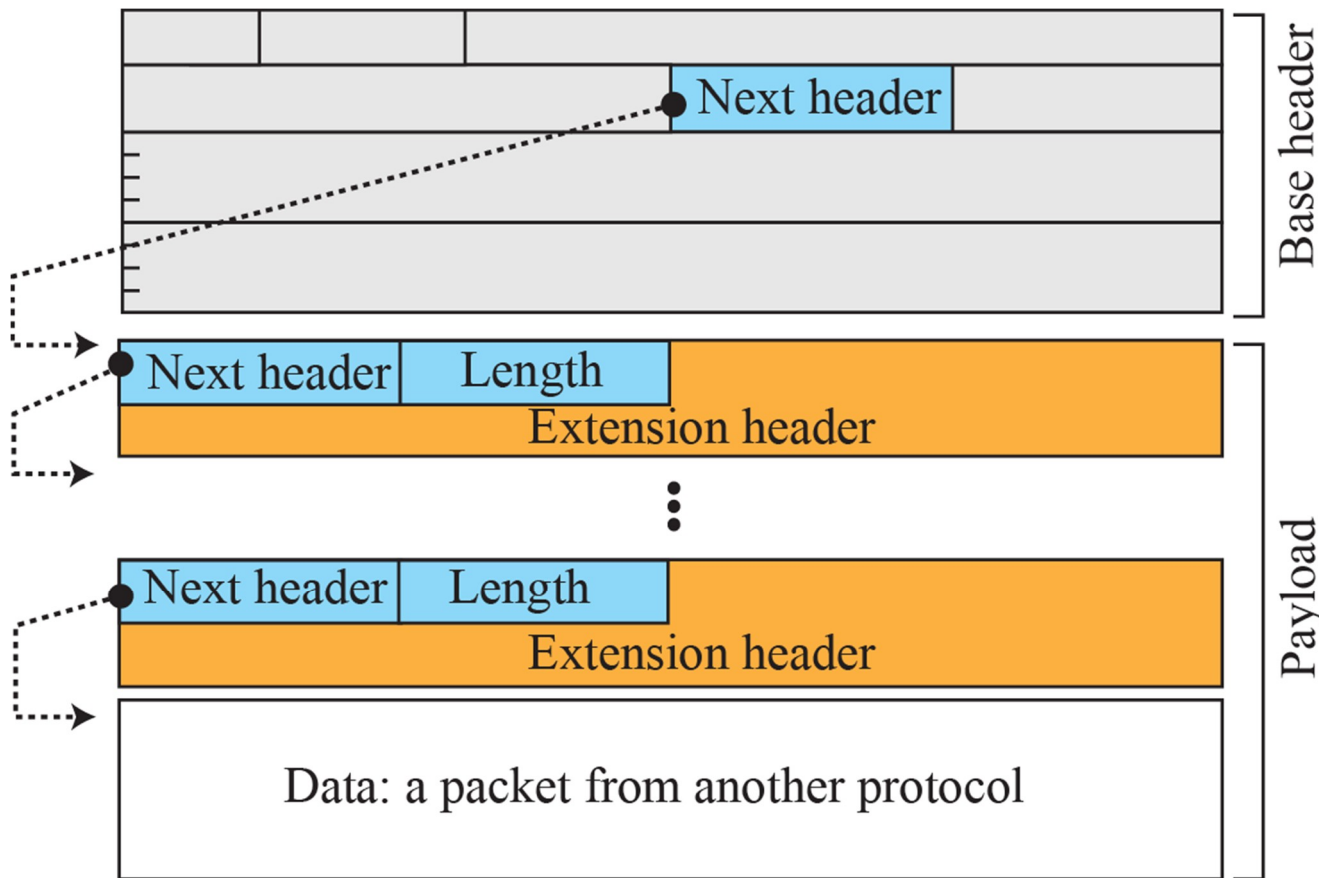 Next header
Base header
Next header
Length
Extension header
Next header
Length
Extension header
Payload
Data: a packet from another protocol